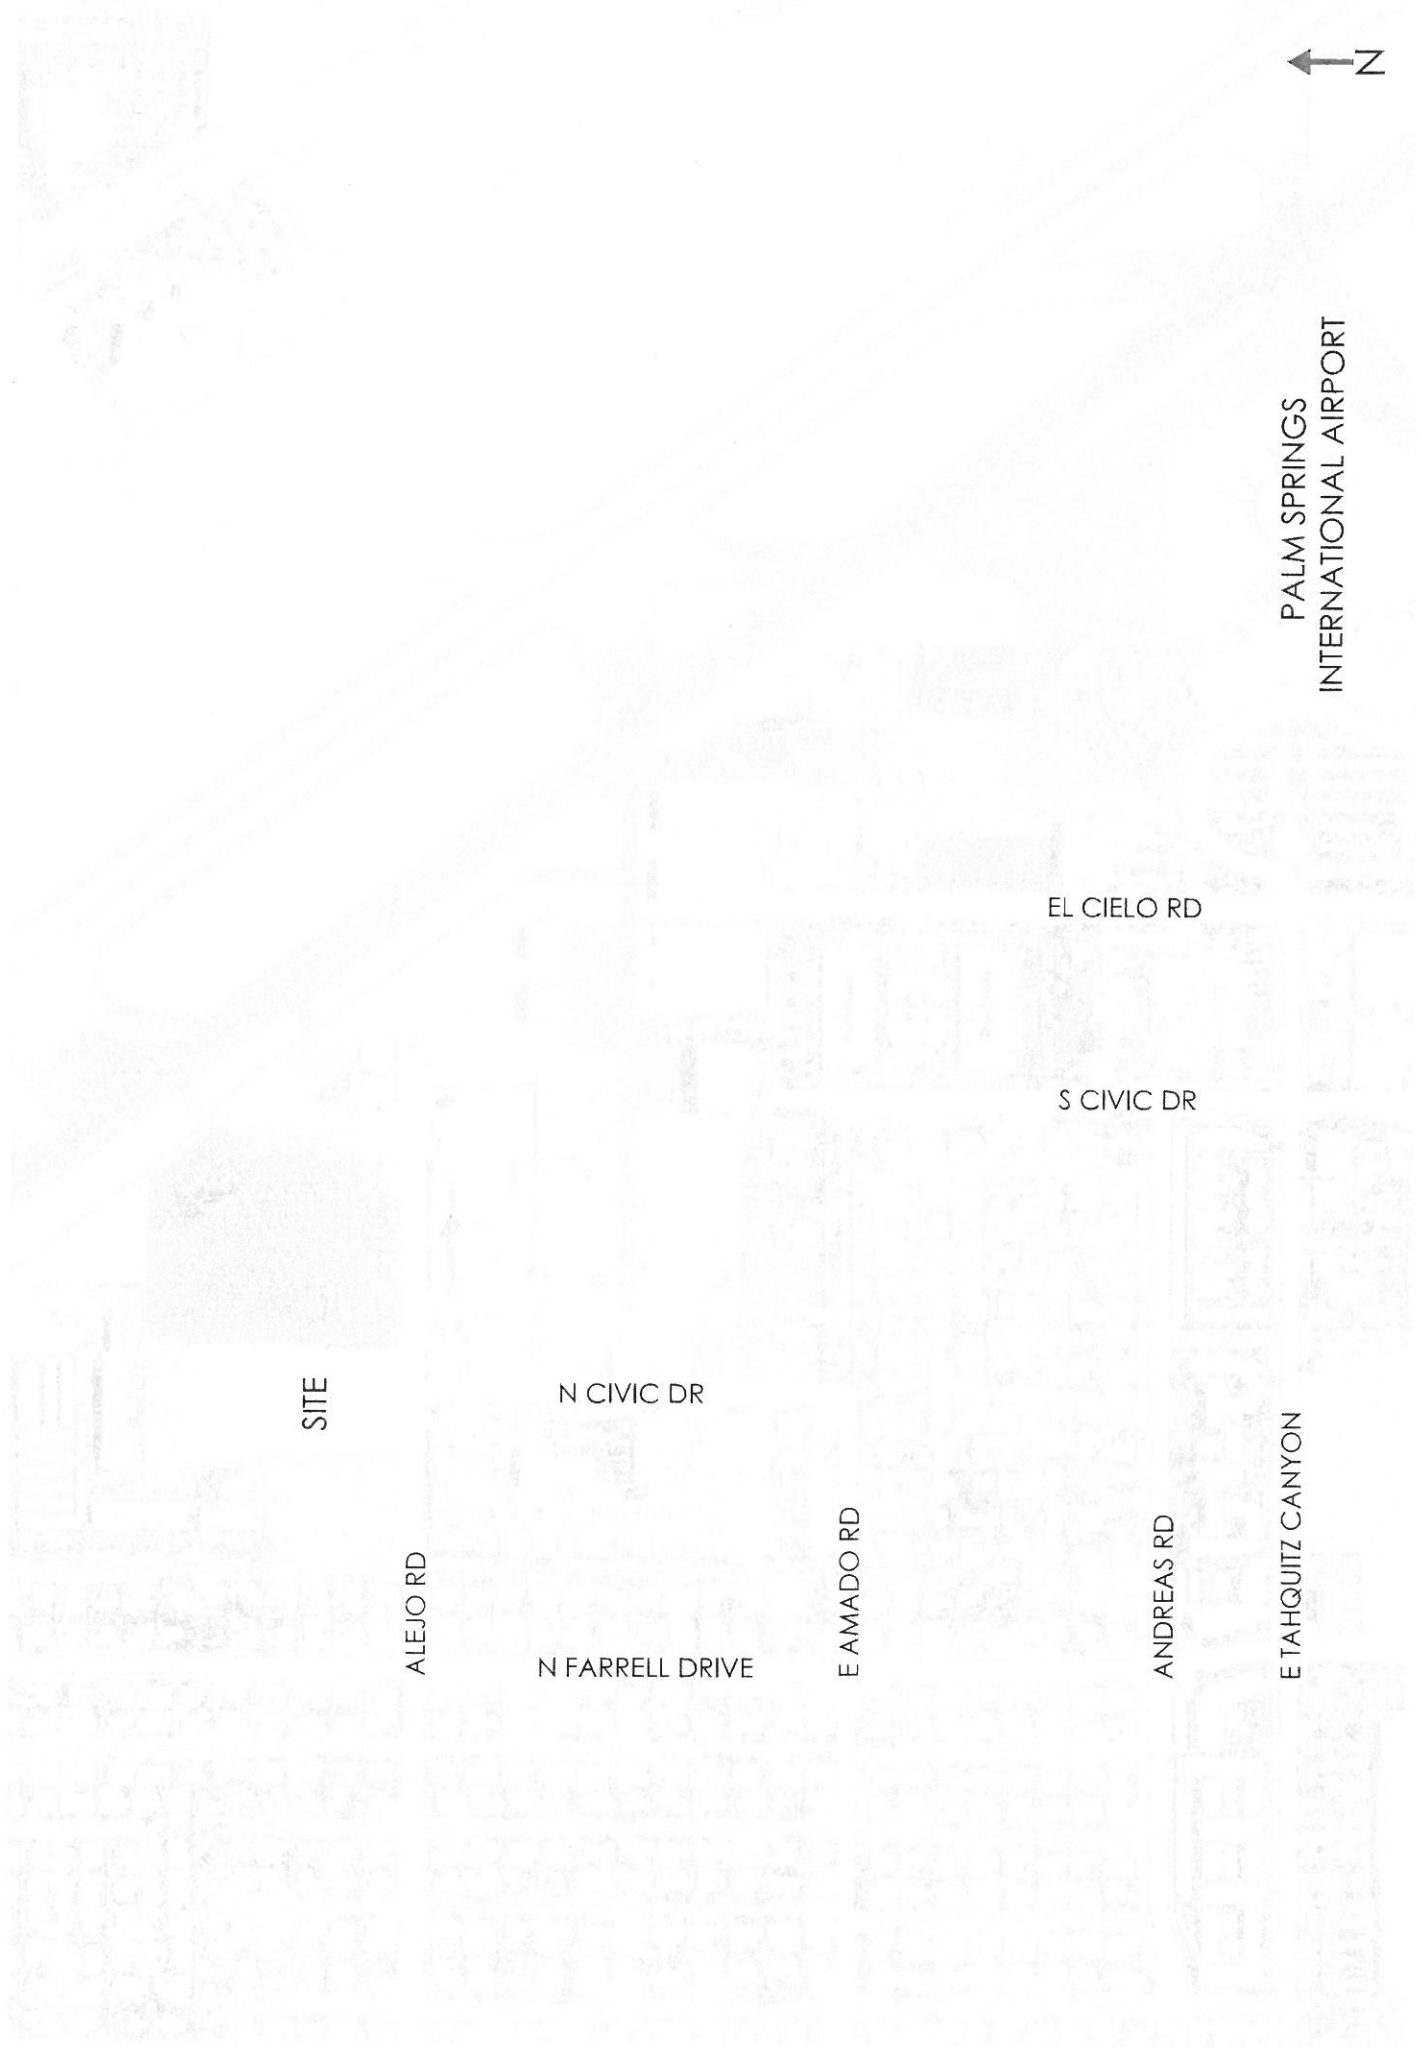 N
PALM SPRINGS
INTERNATIONAL AIRPORT
EL CIELO RD
S CIVIC DR
SITE
N CIVIC DR
ALEJO RD
N FARRELL DRIVE
E AMADO RD
ANDREAS RD
E TAHQUITZ CANYON